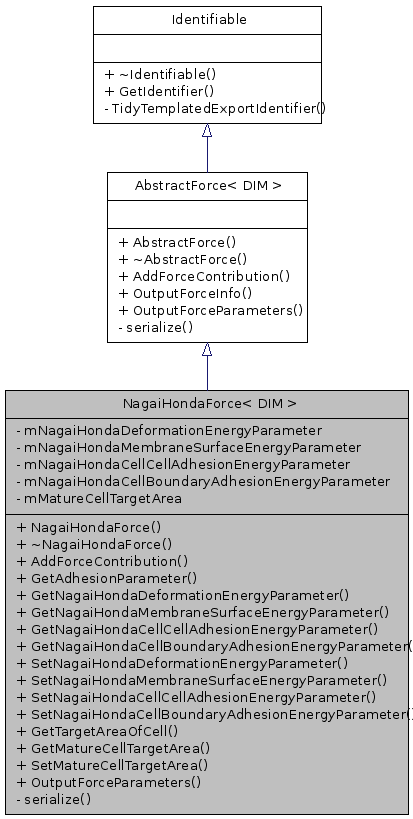 Identifiable
+ ~Identifiable()
+ GetIdentifier()
- TidyTemplatedExportIdentifier()
AbstractForce< DIM >
+ AbstractForce()
+ ~AbstractForce()
+ AddForceContribution()
+ OutputForceInfo()
+ OutputForceParameters()
- serialize()
NagaiHondaForce< DIM >
- mNagaiHondaDeformationEnergyParameter
- mNagaiHondaMembraneSurfaceEnergyParameter
- mNagaiHondaCellCellAdhesionEnergyParameter
- mNagaiHondaCellBoundaryAdhesionEnergyParameter
- mMatureCellTargetArea
+ NagaiHondaForce()
+ ~NagaiHondaForce()
+ AddForceContribution()
+ GetAdhesionParameter()
+ GetNagaiHondaDeformationEnergyParameter()
+ GetNagaiHondaMembraneSurfaceEnergyParameter()
+ GetNagaiHondaCellCellAdhesionEnergyParameter()
+ GetNagaiHondaCellBoundaryAdhesionEnergyParameter(
+ SetNagaiHondaDeformationEnergyParameter()
+ SetNagaiHondaMembraneSurfaceEnergyParameter()
+ SetNagaiHondaCellCellAdhesionEnergyParameter()
+ SetNagaiHondaCellBoundaryAdhesionEnergyParameter()
+ GetTargetAreaOfCell()
+ GetMatureCellTargetArea()
+ SetMatureCellTargetArea()
+ OutputForceParameters()
- serialize()